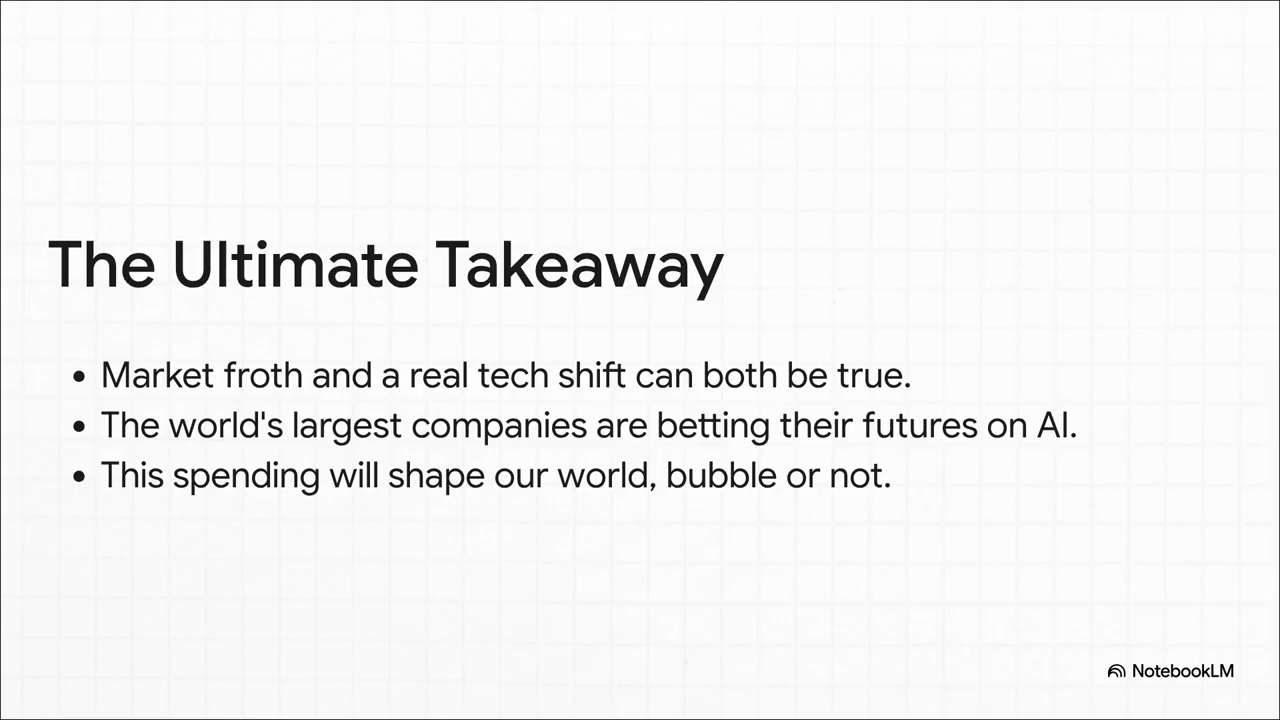 The Ultimate Takeaway
• Market froth and a real tech shift can both be true.
• The world's largest companies are betting their futures on AI.
• This spending will shape our world, bubble or not.
NotebookLM